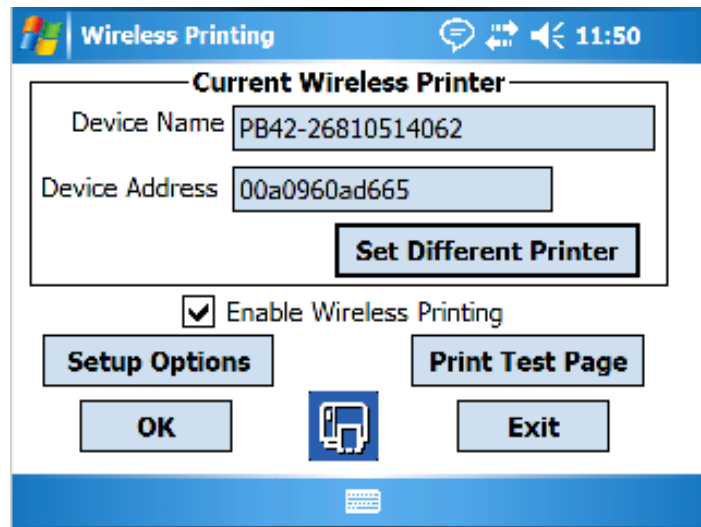 Wireless Printing 11:50
Current Wireless Printer
Device Name PB42-26810514062
Device Address 00a0960ad665
Set Different Printer
Enable Wireless Printing
Setup Options Print Test Page
OK Exit